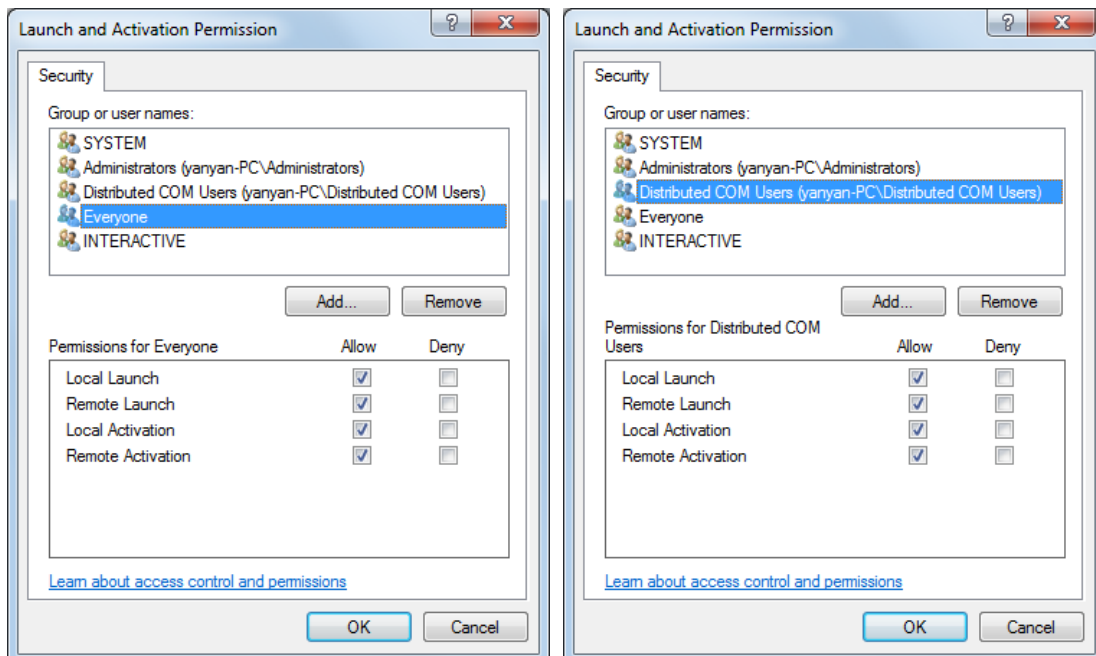 Launch and Activation Permission
Security
Group or user names:
SYSTEM
Administrators (yanyan-PC\Administrators)
Distributed COM Users (yanyan-PC\Distributed COM Users)
Everyone
INTERACTIVE
Add...
Remove
Permissions for Everyone Allow Deny
Local Launch
Remote Launch
Local Activation
Remote Activation
Learn about access control and permissions
OK
Cancel
Launch and Activation Permission
Security
Group or user names:
SYSTEM
Administrators (yanyan-PC\Administrators)
Distributed COM Users (yanyan-PC\Distributed COM Users)
Everyone
INTERACTIVE
Add...
Remove
Permissions for Distributed COM
Users Allow Deny
Local Launch
Remote Launch
Local Activation
Remote Activation
Learn about access control and permissions
OK
Cancel